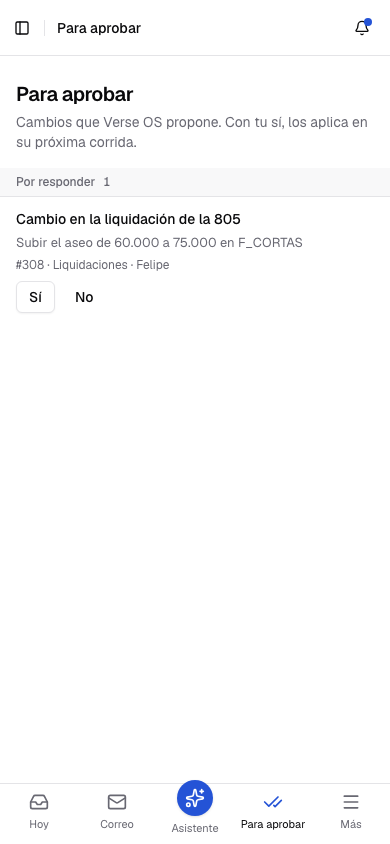 Para aprobar
Para aprobar
Cambios que Verse OS propone. Con tu sí, los aplica en
su próxima corrida.
Por responder 1
Cambio en la liquidación de la 805
Subir el aseo de 60.000 a 75.000 en F_CORTAS
#308 · Liquidaciones · Felipe
Sí No
Hoy Correo Asistente Para aprobar Más